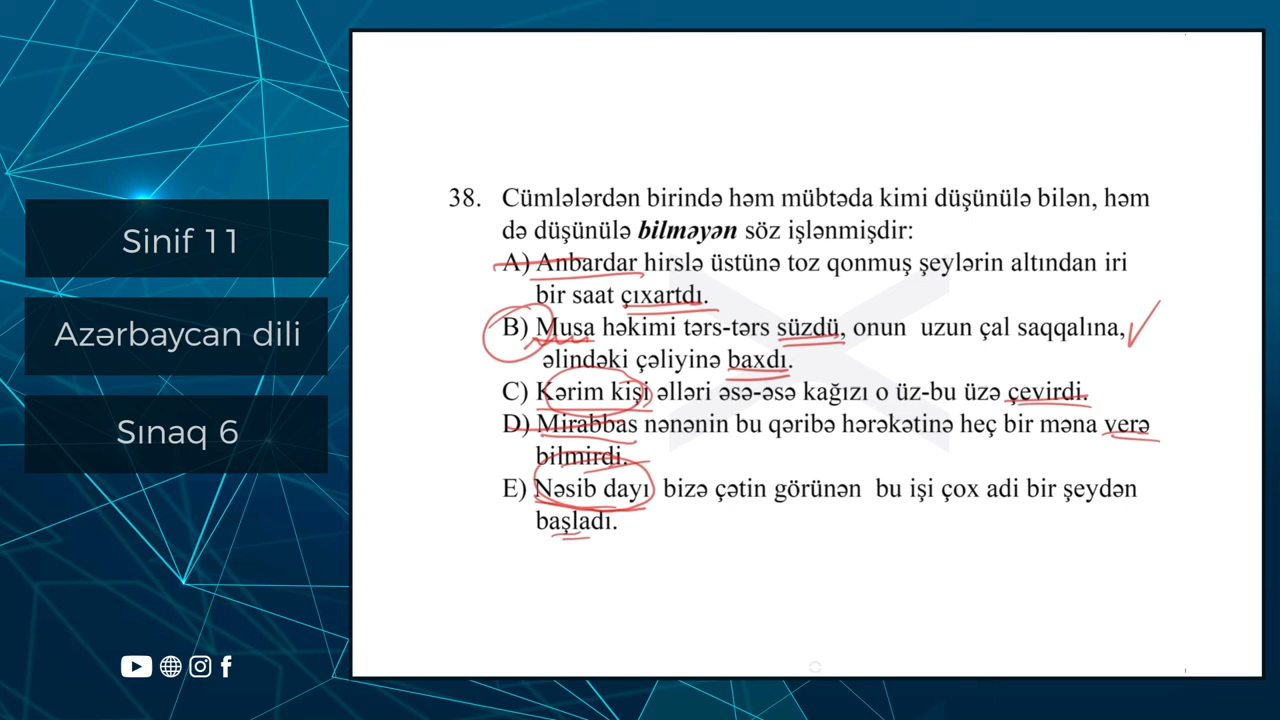 Sinif 11
Azərbaycan dili
Sınaq 6
38. Cümlələrdən birində həm mübtəda kimi düşünülə bilən, həm
də düşünülə bilməyən söz işlənmişdir:
A) Anbardar hirslə üstünə toz qonmuş şeylərin altından iri
bir saat çıxartdı.
B) Musa həkimi tərs-tərs süzdü, onun uzun çal saqqalına,
əlindəki çəliyinə baxdı.
C) Kərim kişi əlləri əsə-əsə kağızı o üz-bu üzə çevirdi.
D) Mirabbas nənənin bu qəribə hərəkətinə heç bir məna verə
bilmirdi.
E) Nəsib dayı bizə çətin görünən bu işi çox adi bir şeydən
başladı.